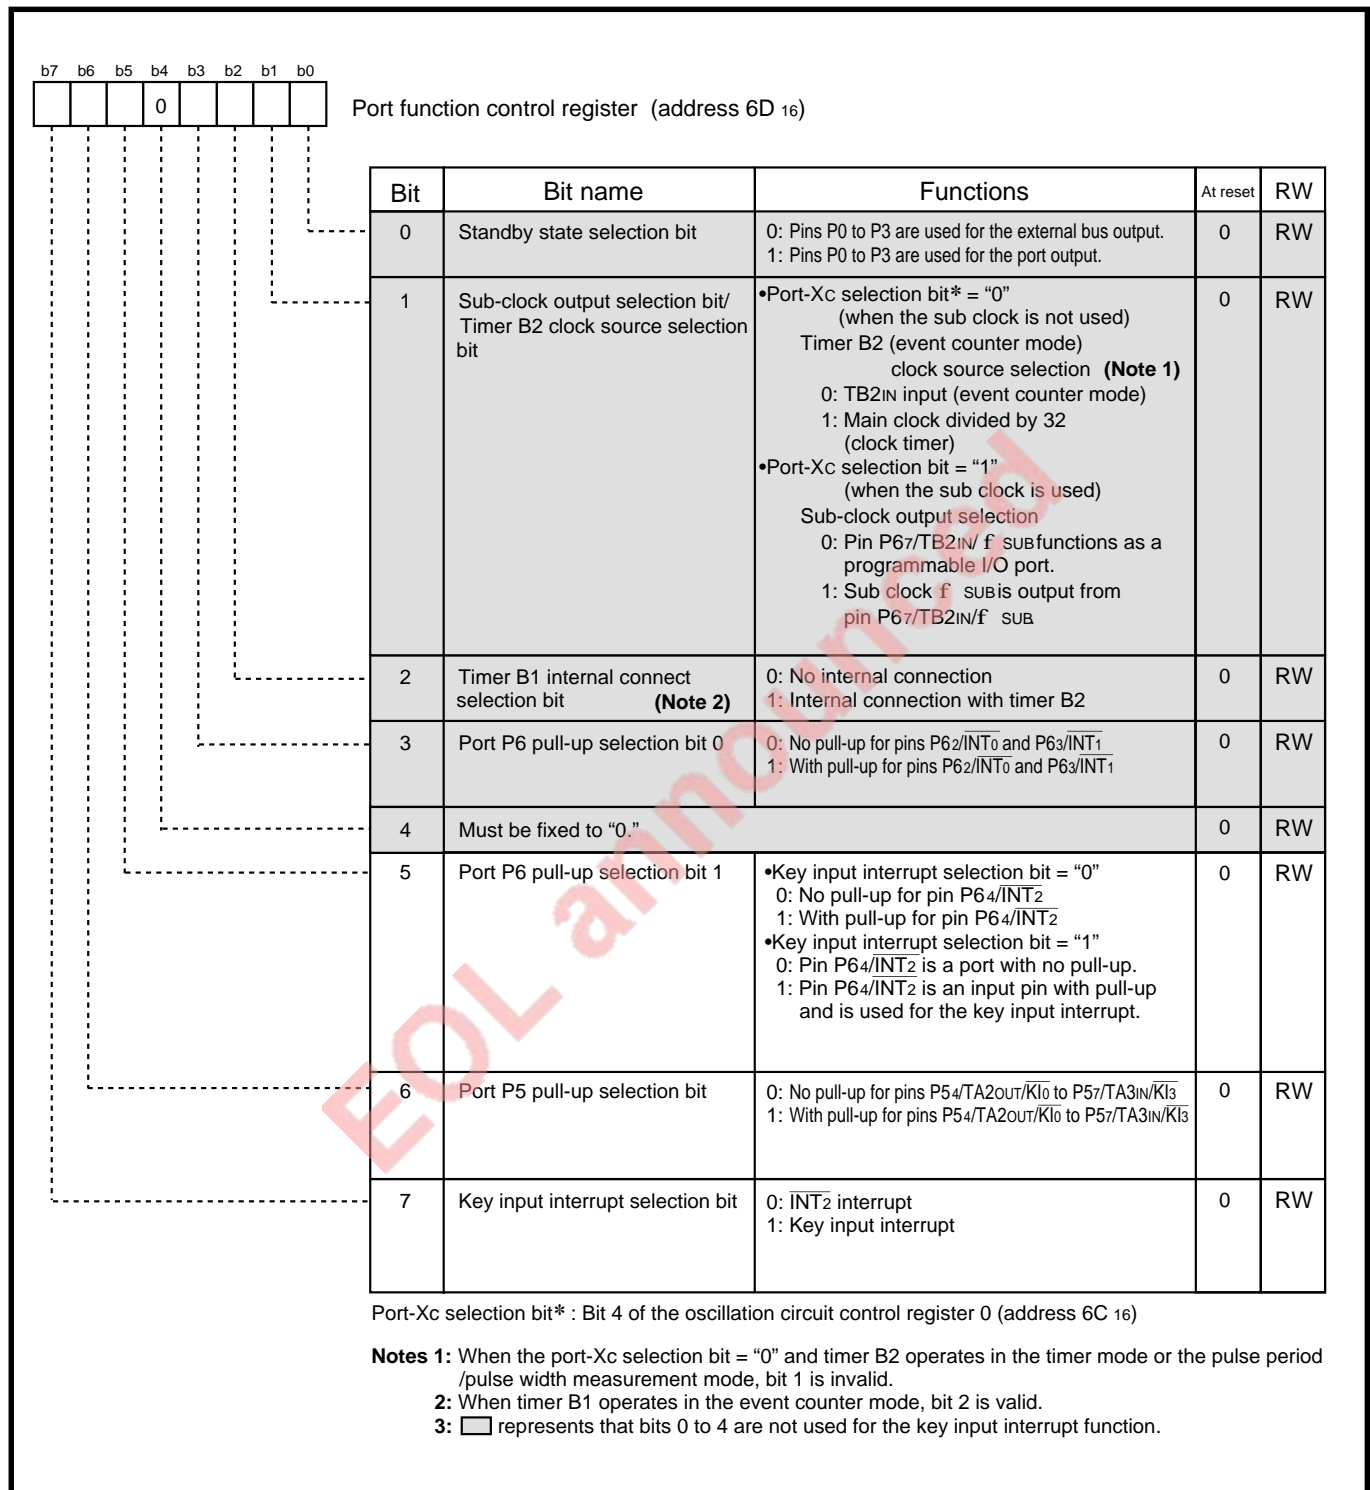 b7 b6 b5 b4 b3 b2 b1 b0
0
Port function control register (address 6D 16)
Bit Bit name Functions At reset RW
0 Standby state selection bit 0: Pins P0 to P3 are used for the external bus output. 0 RW
1: Pins P0 to P3 are used for the port output.
1 Sub-clock output selection bit/ •Port-XC selection bit* = “0” 0 RW
Timer B2 clock source selection (when the sub clock is not used)
bit Timer B2 (event counter mode)
clock source selection (Note 1)
0: TB2IN input (event counter mode)
1: Main clock divided by 32
(clock timer)
•Port-XC selection bit = “1”
(when the sub clock is used)
Sub-clock output selection
0: Pin P67/TB2IN/ f SUB functions as a
programmable I/O port.
1: Sub clock f SUB is output from
pin P67/TB2IN/f SUB.
2 Timer B1 internal connect 0: No internal connection 0 RW
selection bit (Note 2) 1: Internal connection with timer B2
3 Port P6 pull-up selection bit 0 0: No pull-up for pins P62/INT0 and P63/INT1 0 RW
1: With pull-up for pins P62/INT0 and P63/INT1
4 Must be fixed to “0.” 0 RW
5 Port P6 pull-up selection bit 1 •Key input interrupt selection bit = “0” 0 RW
0: No pull-up for pin P64/INT2
1: With pull-up for pin P64/INT2
•Key input interrupt selection bit = “1”
0: Pin P64/INT2 is a port with no pull-up.
1: Pin P64/INT2 is an input pin with pull-up
and is used for the key input interrupt.
6 Port P5 pull-up selection bit 0: No pull-up for pins P54/TA2OUT/KI0 to P57/TA3IN/KI3 0 RW
1: With pull-up for pins P54/TA2OUT/KI0 to P57/TA3IN/KI3
7 Key input interrupt selection bit 0: INT2 interrupt 0 RW
1: Key input interrupt
EOL announced
Port-Xc selection bit* : Bit 4 of the oscillation circuit control register 0 (address 6C 16)
Notes 1: When the port-Xc selection bit = “0” and timer B2 operates in the timer mode or the pulse period
/pulse width measurement mode, bit 1 is invalid.
2: When timer B1 operates in the event counter mode, bit 2 is valid.
3: represents that bits 0 to 4 are not used for the key input interrupt function.